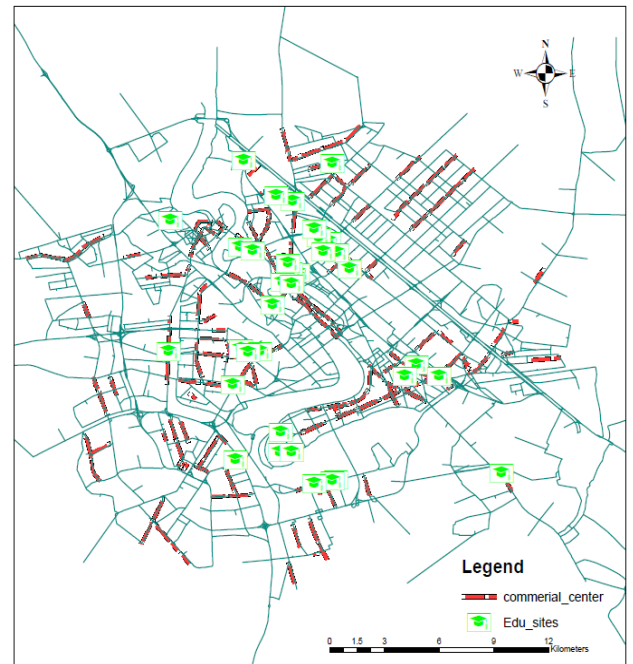 N
W E
S
Legend
commerial_center
Edu_sites
0 1.5 3 6 9 12
Kilometers